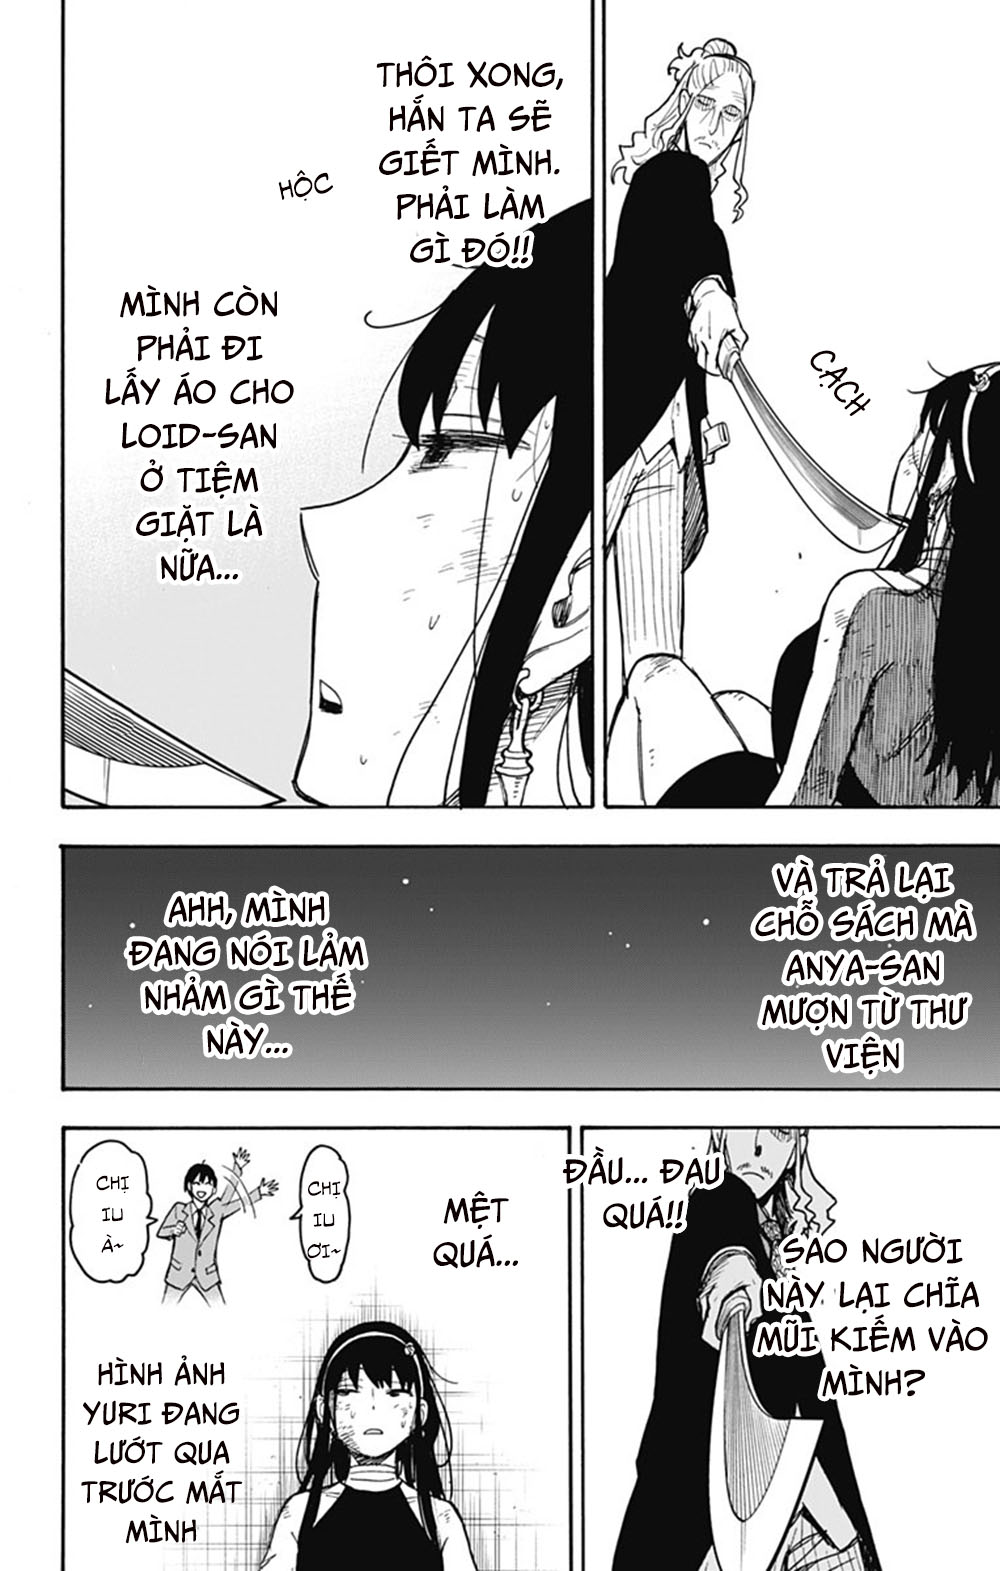 CẠCH
THÔI XONG,
HẮN TA SẼ
GIẾT MÌNH.
PHẢI LÀM
GÌ ĐÓ!!
HỘC
MÌNH CÒN
PHẢI ĐI
LẤY ÁO CHO
LOID-SAN
Ở TIỆM
GIẶT LÀ
NỮA...
VÀ TRẢ LẠI
CHỖ SÁCH MÀ
ANYA-SAN
MƯỢN TỪ THƯ
VIỆN
AHH, MÌNH
ĐANG NÓI LẢM
NHẢM GÌ THẾ
NÀY...
ĐẦU... ĐAU
QUÁ!!
SAO NGƯỜI
NÀY LẠI CHĨA
MŨI KIẾM VÀO
MÌNH?
MỆT
QUÁ...
CHỊ
IU
ƠI~
CHỊ
IU
À~
HÌNH ẢNH
YURI ĐANG
LƯỚT QUA
TRƯỚC MẮT
MÌNH